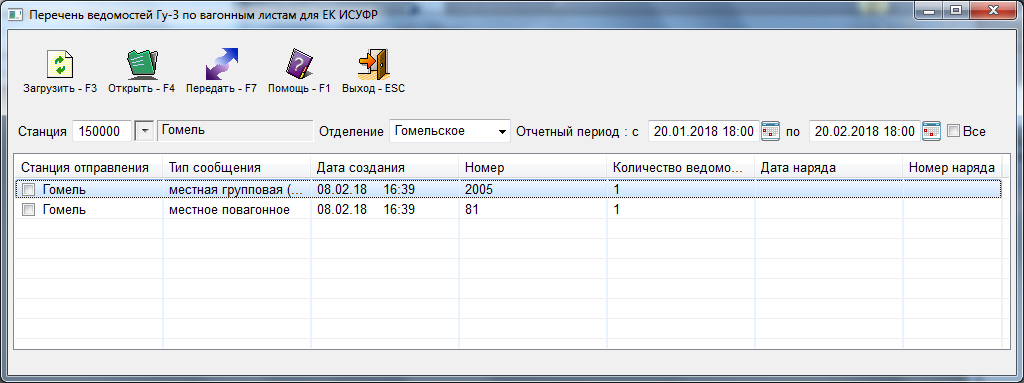 Перечень ведомостей Гу-3 по вагонным листам для ЕК ИСУФР
Загрузить - F3 Открыть - F4 Передать - F7 Помощь - F1 Выход - ESC
Станция 150000 Гомель Отделение Гомельское Отчетный период : с 20.01.2018 18:00 по 20.02.2018 18:00 Все
Станция отправления Тип сообщения Дата создания Номер Количество ведомо... Дата наряда Номер наряда
Гомель местная групповая (... 08.02.18 16:39 2005 1
Гомель местное повагонное 08.02.18 16:39 81 1